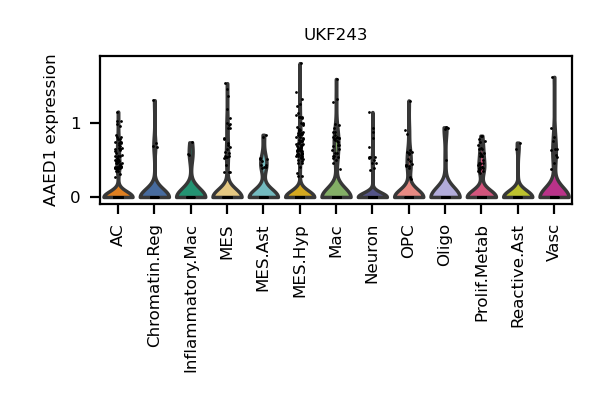 UKF243
AAED1 expression
1
0
AC
Chromatin.Reg
Inflammatory.Mac
MES
MES.Ast
MES.Hyp
Mac
Neuron
OPC
Oligo
Prolif.Metab
Reactive.Ast
Vasc